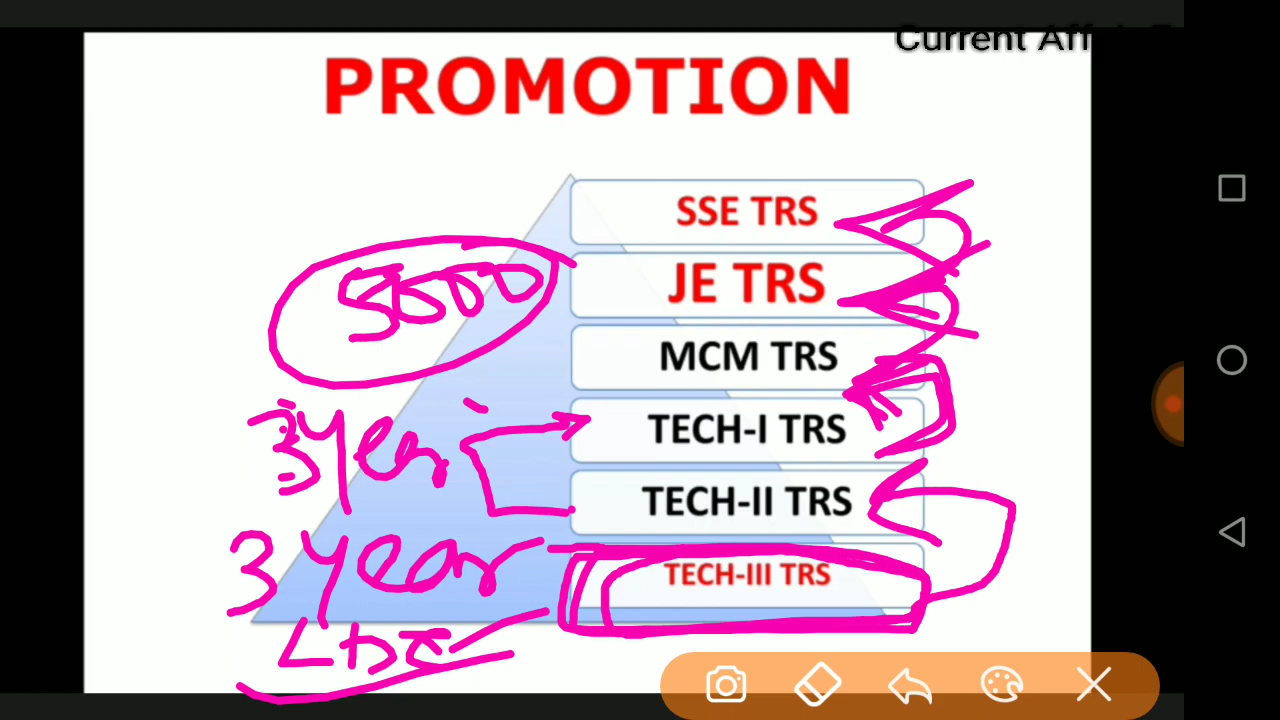 Current Aff
PROMOTION
SSE TRS
JE TRS
MCM TRS
TECH-I TRS
TECH-II TRS
TECH-III TRS
3 year
3 year